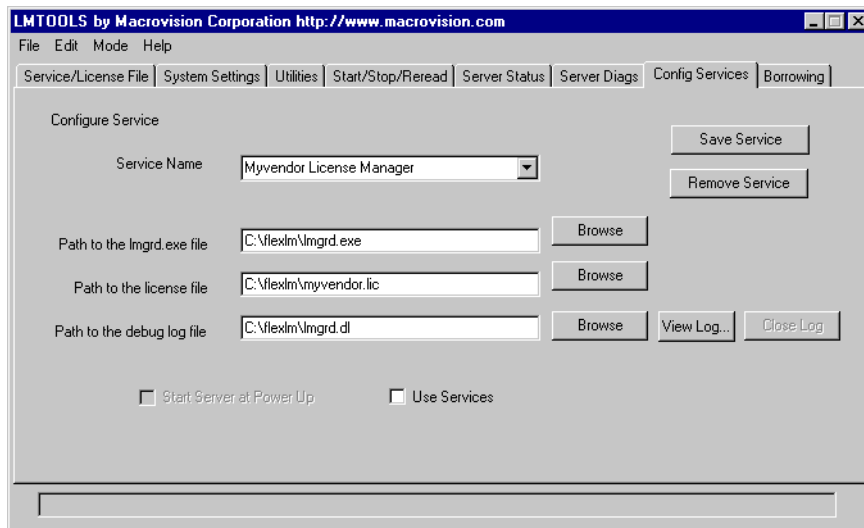 LMTOOLS by Macrovision Corporation http://www.macrovision.com
File Edit Mode Help
Service/License File System Settings Utilities Start/Stop/Reread Server Status Server Diags Config Services Borrowing
Configure Service
Save Service
Service Name Myvendor License Manager
Remove Service
Path to the lmgrd.exe file C:\flexlm\lmgrd.exe Browse
Path to the license file C:\flexlm\myvendor.lic Browse
Path to the debug log file C:\flexlm\lmgrd.dl Browse View Log... Close Log
Start Server at Power Up Use Services